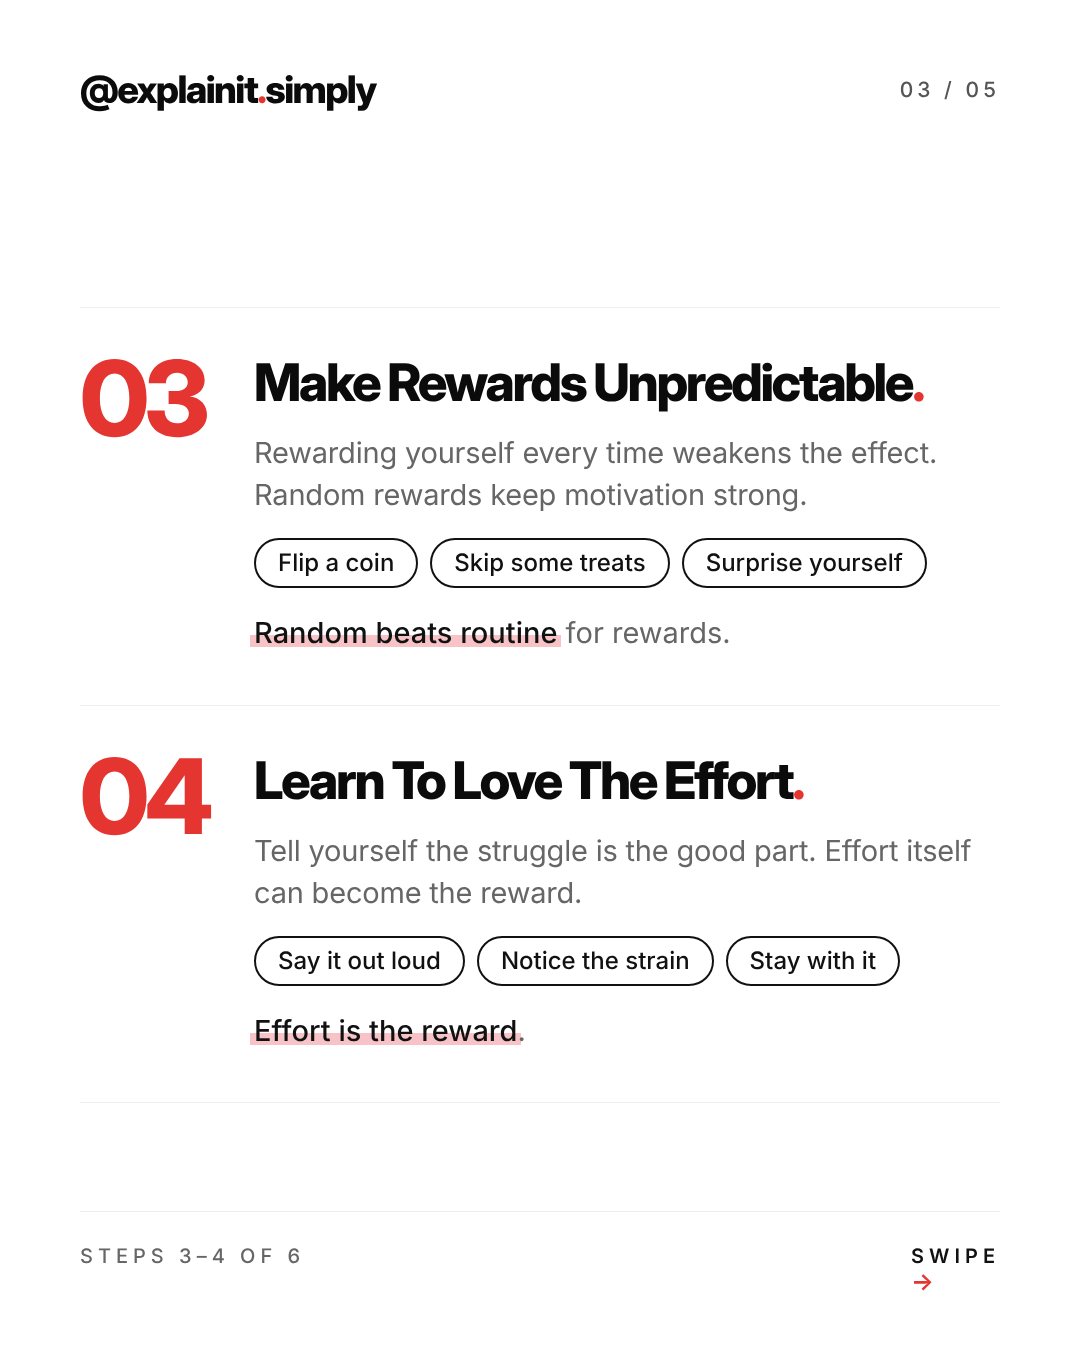 @explainit.simply
03 / 05
03
Make Rewards Unpredictable.
Rewarding yourself every time weakens the effect.
Random rewards keep motivation strong.
Flip a coin
Skip some treats
Surprise yourself
Random beats routine for rewards.
04
Learn To Love The Effort.
Tell yourself the struggle is the good part. Effort itself
can become the reward.
Say it out loud
Notice the strain
Stay with it
Effort is the reward.
STEPS 3–4 OF 6
SWIPE
→